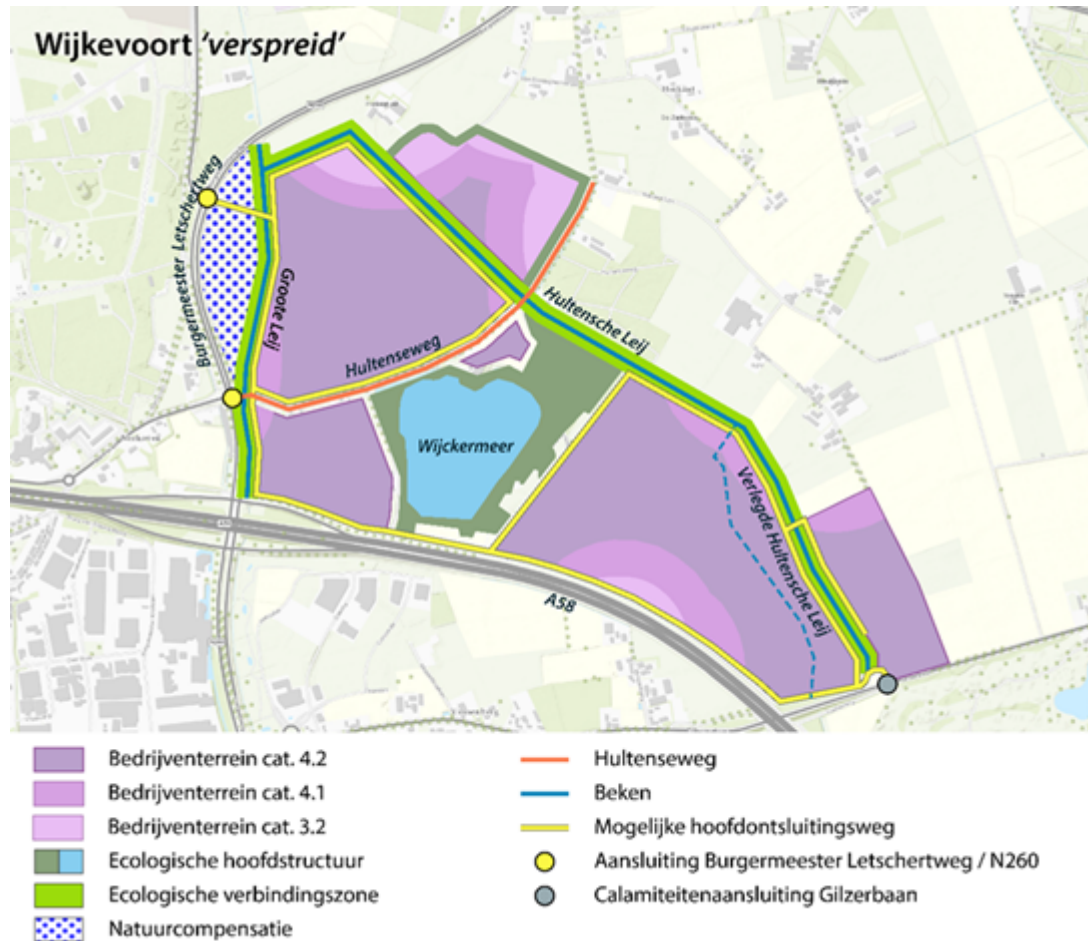 Wijkevoort 'verspreid'
Burgermeester Letschertweg
Groote Leij
Hultenseweg
Hultensche Leij
Wijckermeer
Verlegde Hultensche Leij
A58
Bedrijventerrein cat. 4.2
Bedrijventerrein cat. 4.1
Bedrijventerrein cat. 3.2
Ecologische hoofdstructuur
Ecologische verbindingszone
Natuurcompensatie
Hultenseweg
Beken
Mogelijke hoofdontsluitingsweg
Aansluiting Burgermeester Letschertweg / N260
Calamiteitenaansluiting Gilzerbaan